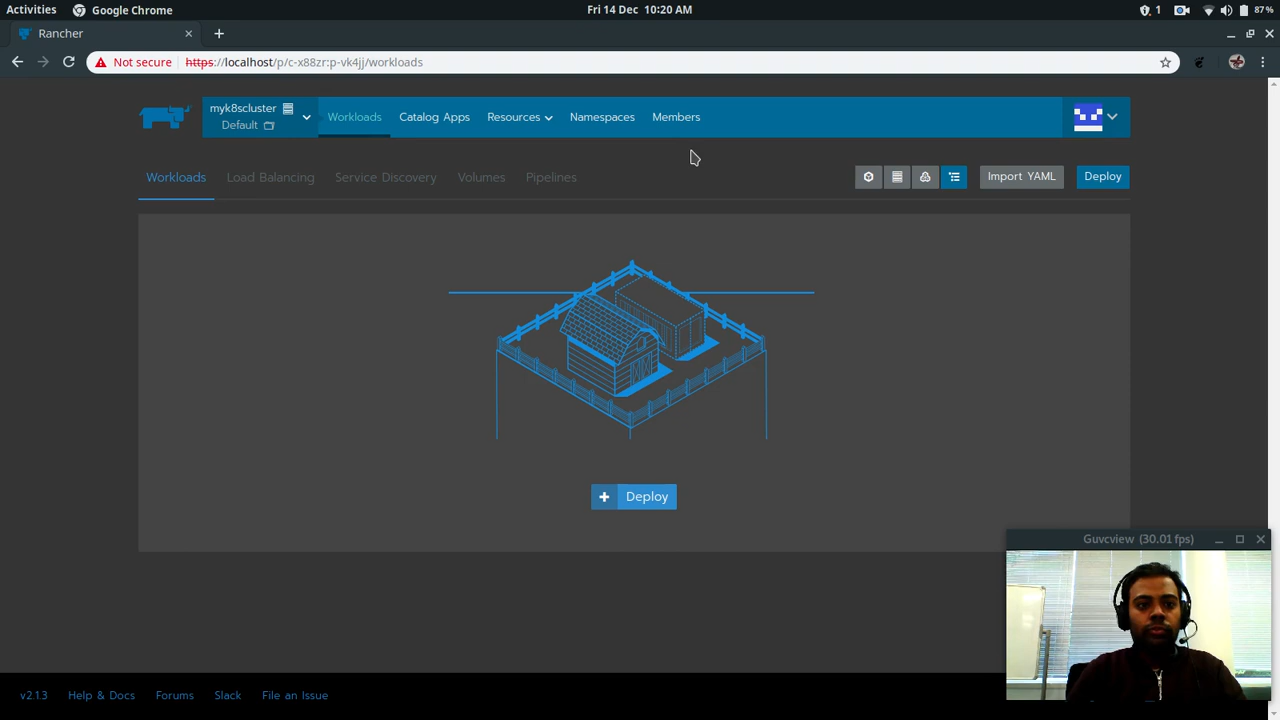 Activities
Google Chrome
Fri 14 Dec 10:20 AM
1
87%
Rancher
Not secure
https://localhost/p/c-x88zr:p-vk4jj/workloads
myk8scluster
Default
Workloads
Catalog Apps
Resources
Namespaces
Members
Workloads
Load Balancing
Service Discovery
Volumes
Pipelines
Import YAML
Deploy
Deploy
Guvcview (30.01 fps)
v2.1.3
Help & Docs
Forums
Slack
File an Issue